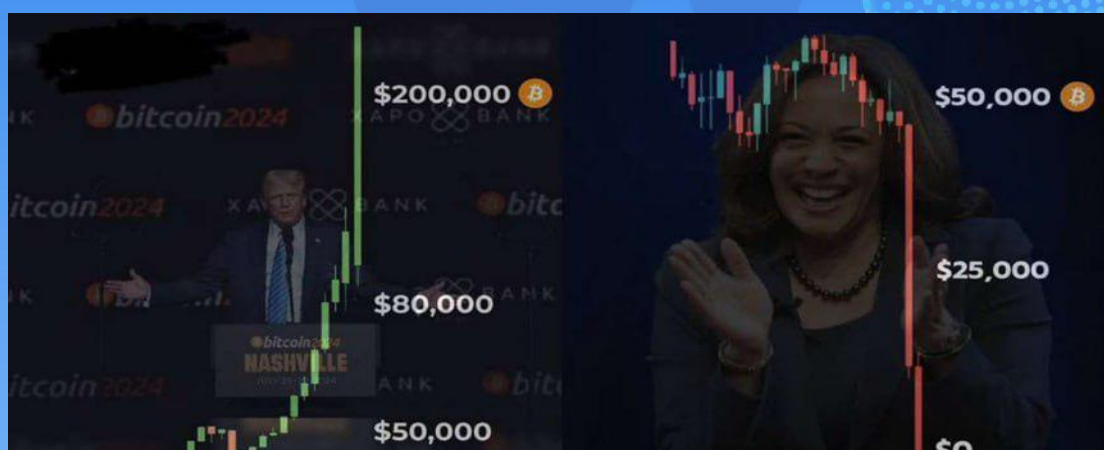 $200,000
bitcoin2024
XAPO BANK
itcoin2024
BANK
bitc
$80,000
BANK
bitcoin2024
NASHVILLE
itcoin2024
ANK
bitc
$50,000
$50,000
$25,000
$0